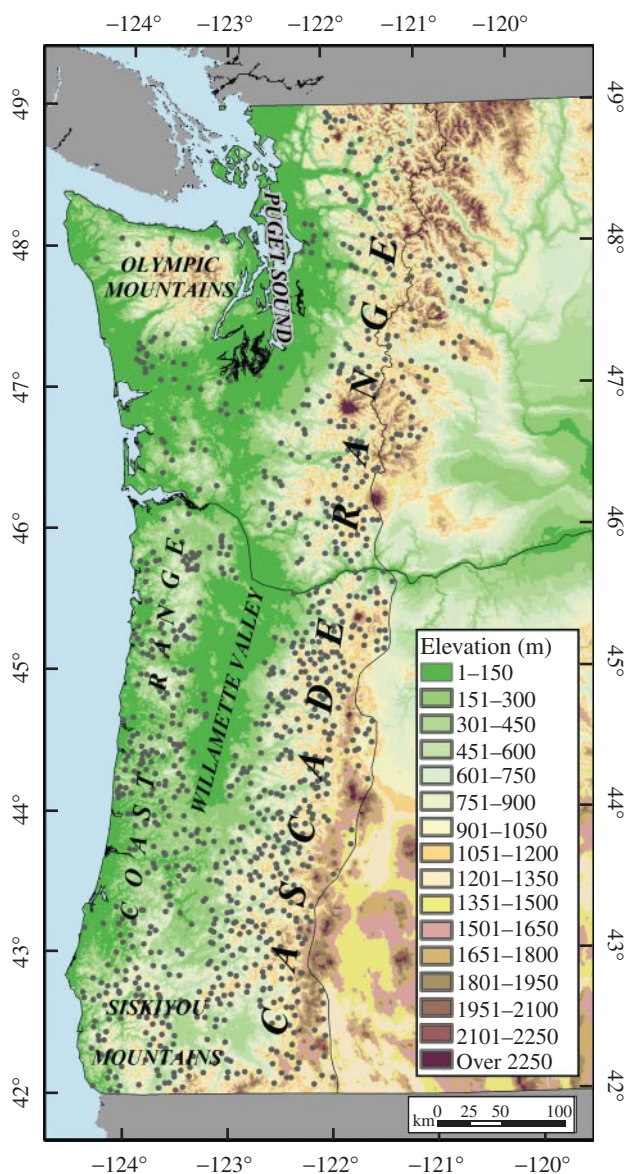 −124° −123° −122° −121° −120°
49° 49°
48° 48°
47° 47°
46° 46°
45° 45°
44° 44°
43° 43°
42° 42°
OLYMPIC
MOUNTAINS
PUGET SOUND
CASCADE RANGE
COAST RANGE
WILLAMETTE VALLEY
SISKIYOU
MOUNTAINS
Elevation (m)
1–150
151–300
301–450
451–600
601–750
751–900
901–1050
1051–1200
1201–1350
1351–1500
1501–1650
1651–1800
1801–1950
1951–2100
2101–2250
Over 2250
km 0 25 50 100
−124° −123° −122° −121° −120°